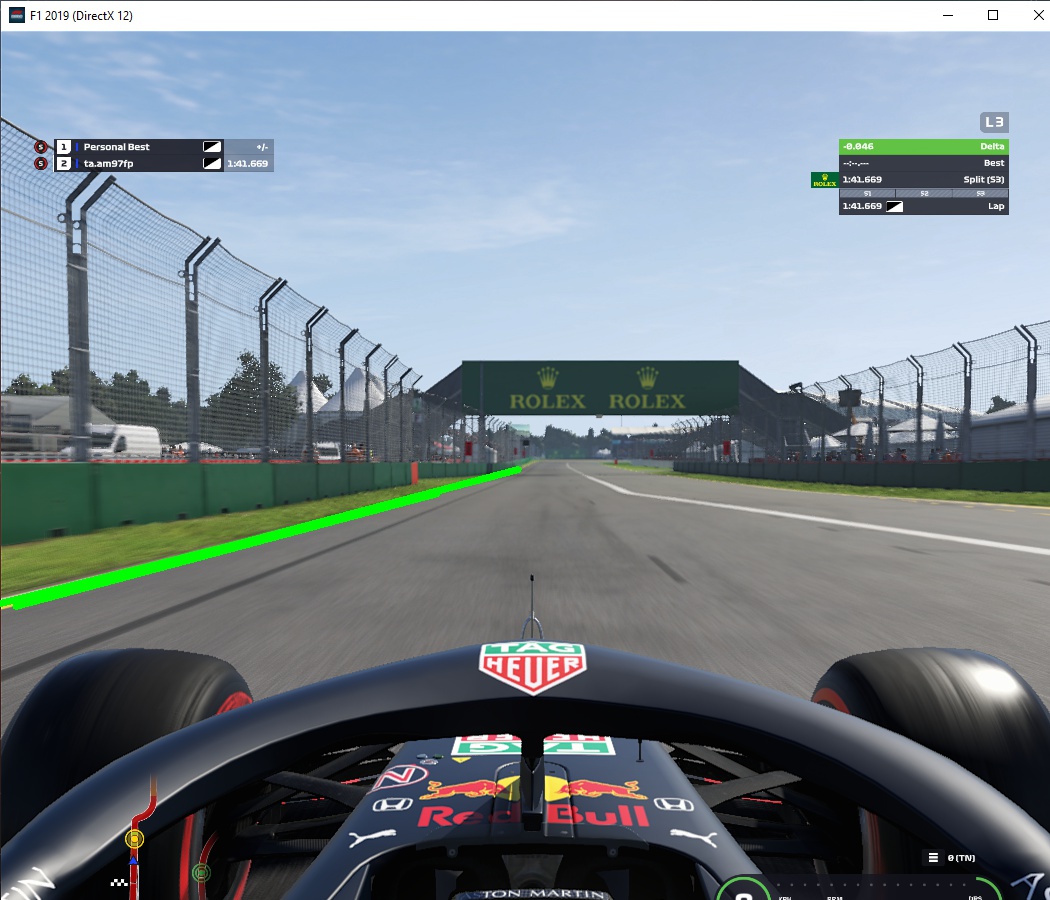 F1 2019 (DirectX 12)
L3
S 1 Personal Best +/-
S 2 ta.am97fp 1:41.669
-0.046 Delta
--:--.--- Best
ROLEX 1:41.669 Split (S3)
S1 S2 S3
1:41.669 Lap
ROLEX ROLEX
TAG
HEUER
TAG
Red Bull
0 (TN)
ASTON MARTIN